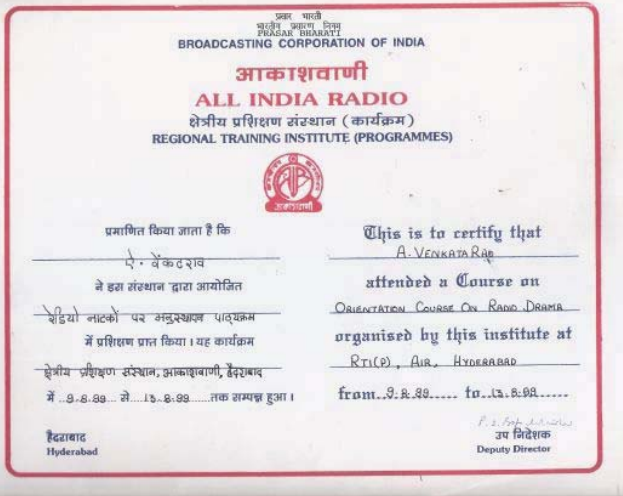 प्रसार भारती
भारतीय प्रसारण निगम
PRASAR BHARATI
BROADCASTING CORPORATION OF INDIA
आकाशवाणी
ALL INDIA RADIO
क्षेत्रीय प्रशिक्षण संस्थान (कार्यक्रम)
REGIONAL TRAINING INSTITUTE (PROGRAMMES)
आकाशवाणी
प्रमाणित किया जाता है कि
ऐ. वेंकटराव
ने इस संस्थान द्वारा आयोजित
रेडियो नाटकों पर अनुस्थापन पाठ्यक्रम
में प्रशिक्षण प्राप्त किया। यह कार्यक्रम
क्षेत्रीय प्रशिक्षण संस्थान, आकाशवाणी, हैदराबाद
में ..9.8.99... से ....13.8.99.......तक सम्पन्न हुआ।
हैदराबाद
Hyderabad
This is to certify that
A. VENKATA RAO
attended a Course on
ORIENTATION COURSE ON RADIO DRAMA
organised by this institute at
RTI(P), AIR, HYDERABAD
from..9.8.99..... to..13.8.99......
उप निदेशक
Deputy Director